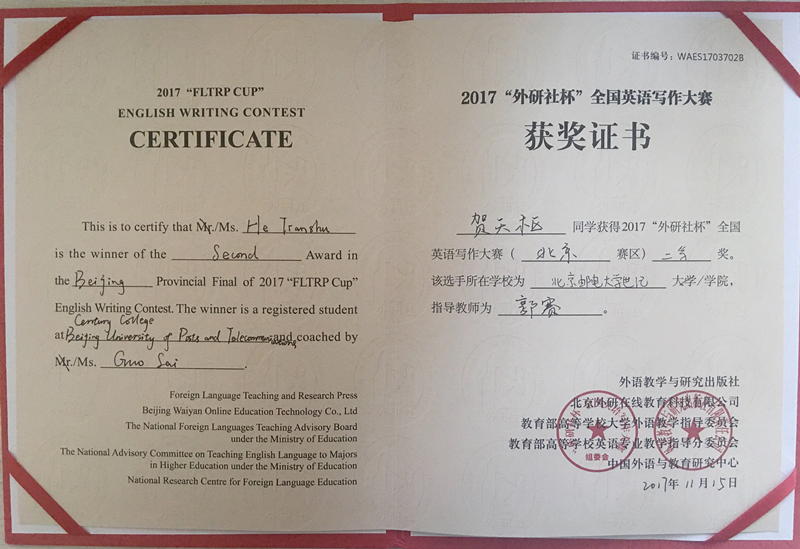 2017 “FLTRP CUP”
ENGLISH WRITING CONTEST
CERTIFICATE
This is to certify that Mr./Ms. He Tianshu
is the winner of the Second Award in
the Beijing Provincial Final of 2017 “FLTRP Cup”
English Writing Contest. The winner is a registered student
Century College
at Beijing University of Posts and Telecommunications and coached by
Mr./Ms. Guo Sai.
Foreign Language Teaching and Research Press
Beijing Waiyan Online Education Technology Co., Ltd
The National Foreign Languages Teaching Advisory Board
under the Ministry of Education
The National Advisory Committee on Teaching English Language to Majors
in Higher Education under the Ministry of Education
National Research Centre for Foreign Language Education
证书编号：WAES1703702B
2017 “外研社杯” 全国英语写作大赛
获奖证书
贺天枢 同学获得2017 “外研社杯” 全国
英语写作大赛（ 北京 赛区） 二等 奖。
该选手所在学校为 北京邮电大学世纪 大学/学院，
指导教师为 郭赛 。
外语教学与研究出版社
北京外研在线教育科技有限公司
教育部高等学校大学外语教学指导委员会
教育部高等学校英语专业教学指导分委员会
中国外语与教育研究中心
2017年11月15日
组委会